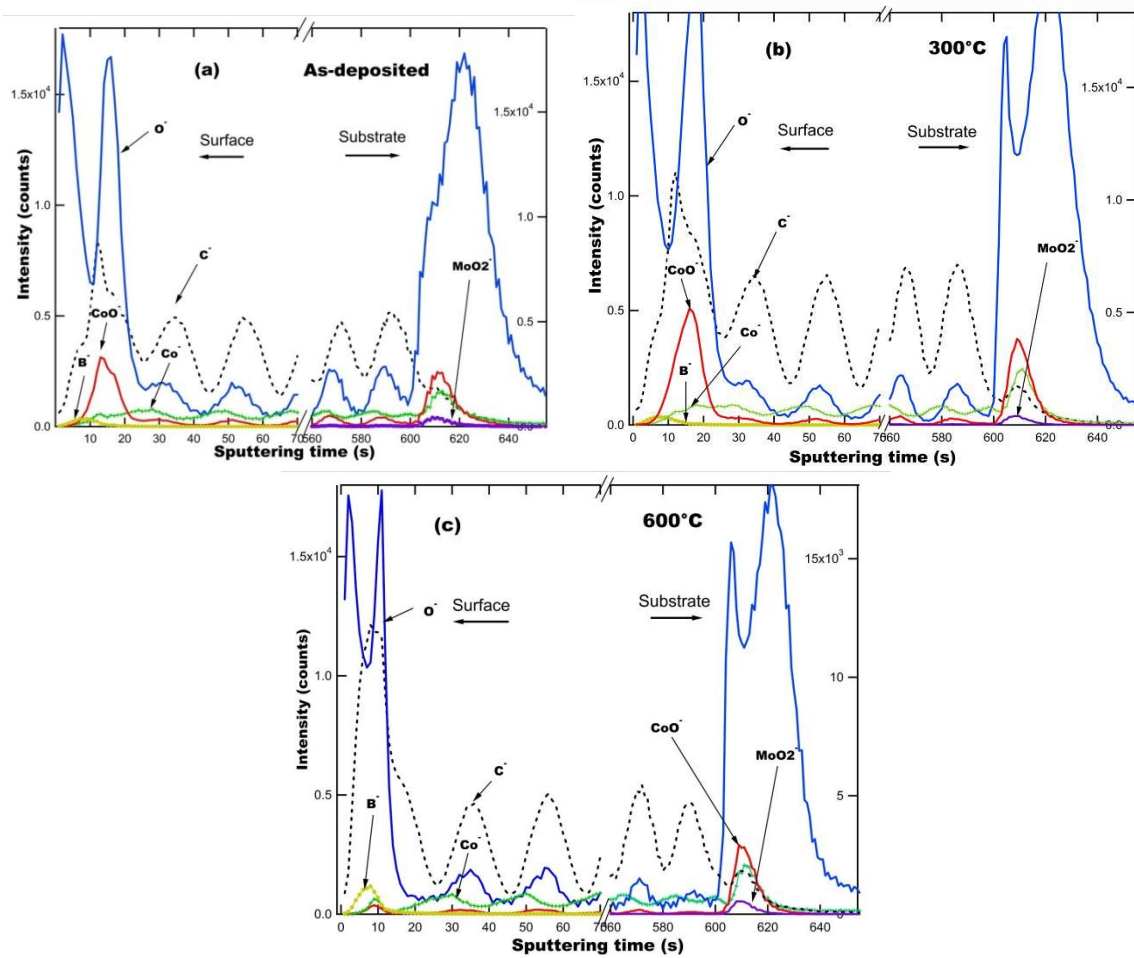 (a)
As-deposited
1.5x10⁴
1.0
0.5
0.0
Intensity (counts)
O⁻
Surface
Substrate
C⁻
MoO2⁻
CoO⁻
B⁻
Co⁻
1.5x10⁴
1.0
0.5
0.0
10 20 30 40 50 60 70 560 580 600 620 640
Sputtering time (s)
(b)
300°C
1.5x10⁴
1.0
0.5
0.0
Intensity (counts)
O⁻
Surface
Substrate
C⁻
MoO2⁻
CoO⁻
Co⁻
B⁻
1.5x10⁴
1.0
0.5
0.0
0 10 20 30 40 50 60 70 560 580 600 620 640
Sputtering time (s)
(c)
600°C
1.5x10⁴
1.0
0.5
0.0
Intensity (counts)
O⁻
Surface
Substrate
CoO⁻
MoO2⁻
C⁻
B⁻
Co⁻
15x10³
10
5
0
0 10 20 30 40 50 60 70 560 580 600 620 640
Sputtering time (s)